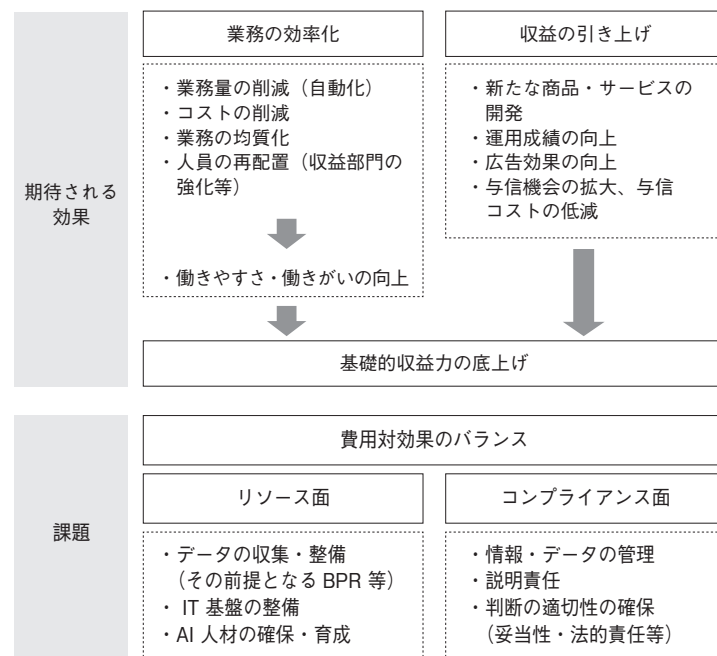 期待される
効果
業務の効率化
・業務量の削減（自動化）
・コストの削減
・業務の均質化
・人員の再配置（収益部門の
強化等）
・働きやすさ・働きがいの向上
収益の引き上げ
・新たな商品・サービスの
開発
・運用成績の向上
・広告効果の向上
・与信機会の拡大、与信
コストの低減
基礎的収益力の底上げ
課題
費用対効果のバランス
リソース面
・データの収集・整備
（その前提となる BPR 等）
・ IT 基盤の整備
・AI 人材の確保・育成
コンプライアンス面
・情報・データの管理
・説明責任
・判断の適切性の確保
（妥当性・法的責任等）